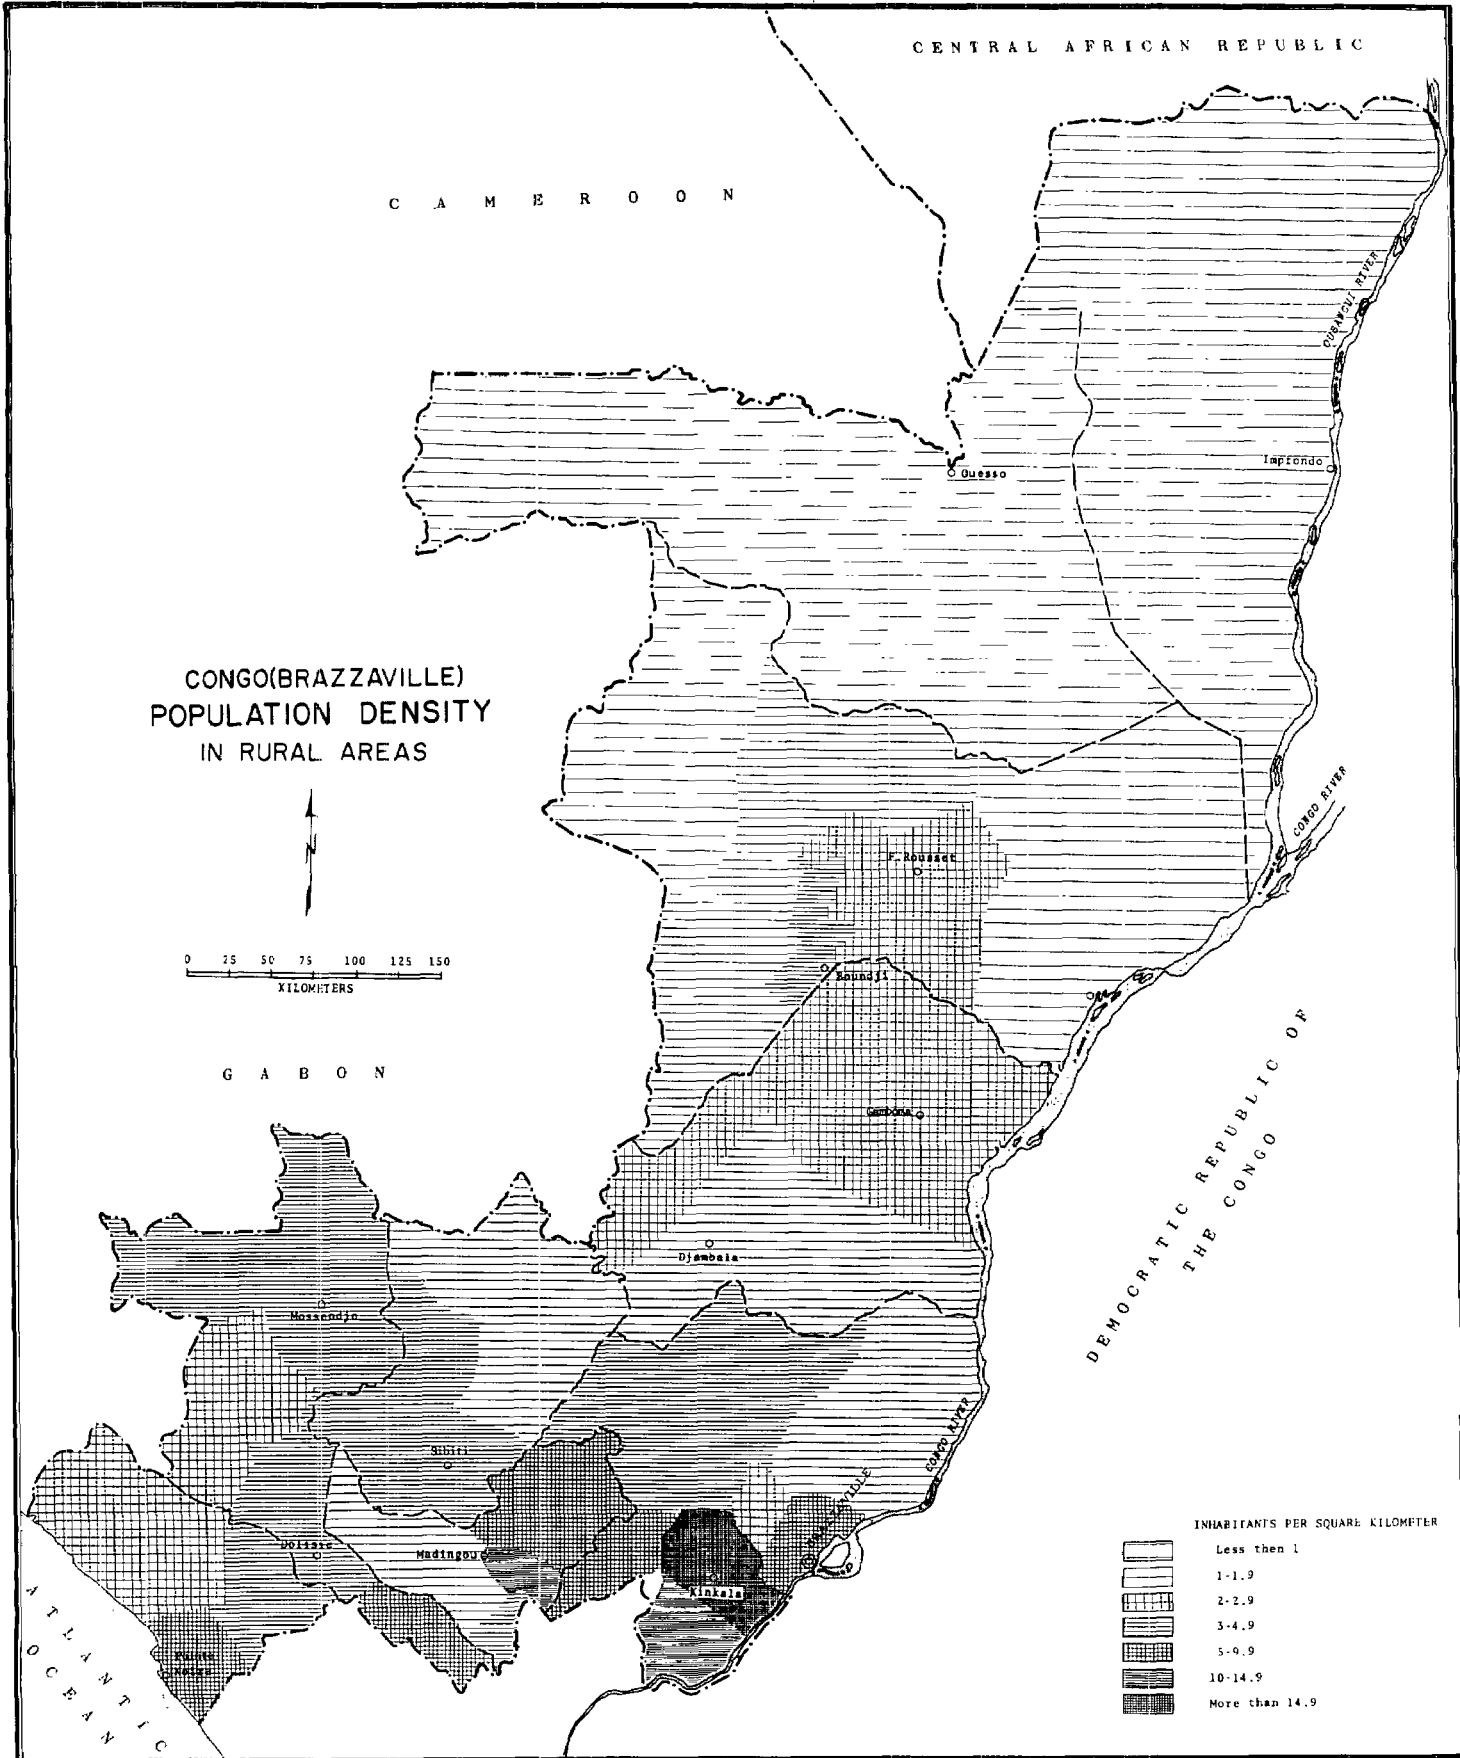 CENTRAL AFRICAN REPUBLIC
CAMEROON
OUBANGUI RIVER
Ouesso
Impfondo
CONGO(BRAZZAVILLE)
POPULATION DENSITY
IN RURAL AREAS
N
CONGO RIVER
F. Rousset
0 25 50 75 100 125 150
KILOMETERS
GABON
DEMOCRATIC REPUBLIC OF
THE CONGO
Gamboma
Djambala
Mossendjo
Sibiti
CONGO RIVER
BRAZZAVILLE
Dolisie
Madingou
Kinkala
Pointe
Noire
ATLANTIC
OCEAN
INHABITANTS PER SQUARE KILOMETER
Less then 1
1-1.9
2-2.9
3-4.9
5-9.9
10-14.9
More than 14.9